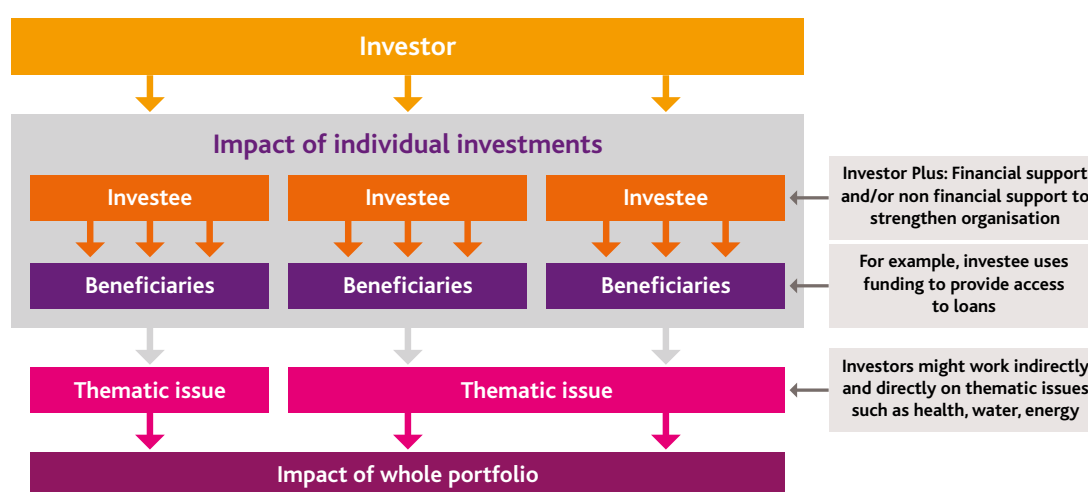 Investor
Impact of individual investments
Investee
Investee
Investee
Investor Plus: Financial support
and/or non financial support to
strengthen organisation
Beneficiaries
Beneficiaries
Beneficiaries
For example, investee uses
funding to provide access
to loans
Thematic issue
Thematic issue
Investors might work indirectly
and directly on thematic issues
such as health, water, energy
Impact of whole portfolio